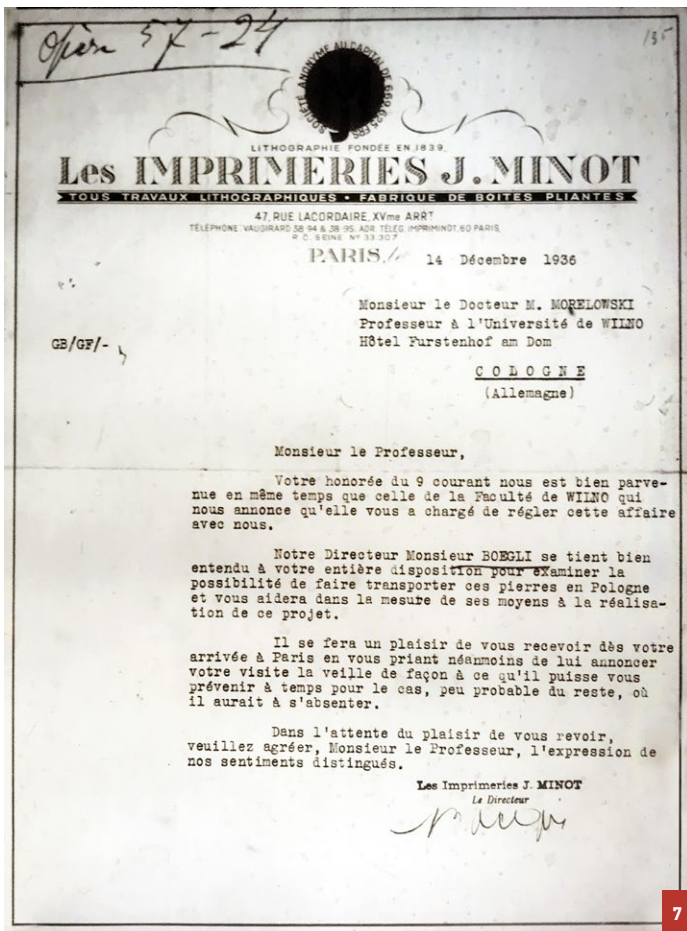 Opéra 57-24
135
SOCIÉTÉ ANONYME AU CAPITAL DE 669.625 FRS
LITHOGRAPHIE FONDÉE EN 1839.
Les IMPRIMERIES J. MINOT
TOUS TRAVAUX LITHOGRAPHIQUES • FABRIQUE DE BOITES PLIANTES
47, RUE LACORDAIRE, XVme ARRT
TÉLÉPHONE: VAUGIRARD 38-94 & 38-95. ADR. TÉLÉG. IMPRIMINOT. 60 PARIS.
R.C. SEINE Nº 33.307
PARIS, le 14 Décembre 1936
Monsieur le Docteur M. MORELOWSKI
Professeur à l'Université de WILNO
GB/GF/- Hôtel Furstenhof am Dom
COLOGNE
(Allemagne)
Monsieur le Professeur,
Votre honorée du 9 courant nous est bien parve-
nue en même temps que celle de la Faculté de WILNO qui
nous annonce qu'elle vous a chargé de régler cette affaire
avec nous.
Notre Directeur Monsieur BOEGLI se tient bien
entendu à votre entière disposition pour examiner la
possibilité de faire transporter ces pierres en Pologne
et vous aidera dans la mesure de ses moyens à la réalisa-
tion de ce projet.
Il se fera un plaisir de vous recevoir dès votre
arrivée à Paris en vous priant néanmoins de lui annoncer
votre visite la veille de façon à ce qu'il puisse vous
prévenir à temps pour le cas, peu probable du reste, où
il aurait à s'absenter.
Dans l'attente du plaisir de vous revoir,
veuillez agréer, Monsieur le Professeur, l'expression de
nos sentiments distingués.
Les Imprimeries J. MINOT
Le Directeur
7